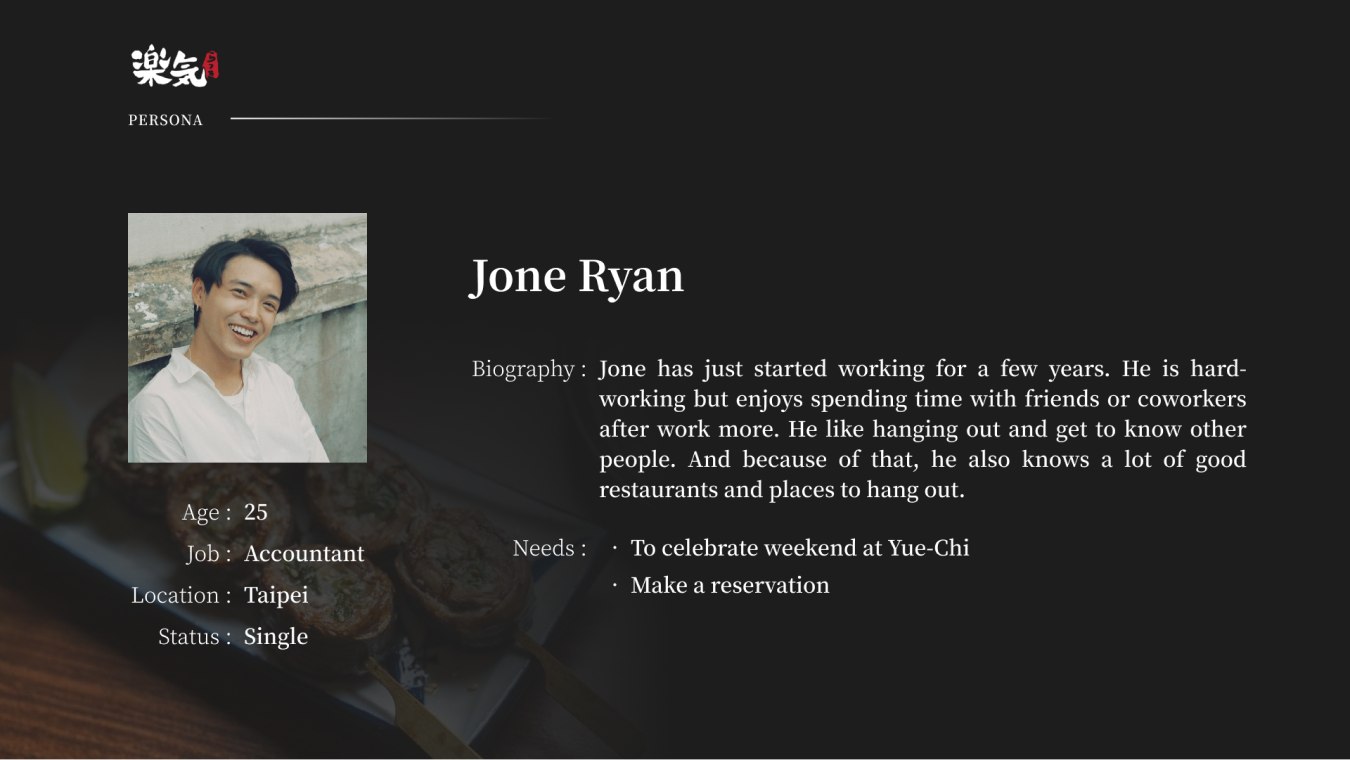 楽気
PERSONA
Jone Ryan
Biography : Jone has just started working for a few years. He is hard-
working but enjoys spending time with friends or coworkers
after work more. He like hanging out and get to know other
people. And because of that, he also knows a lot of good
restaurants and places to hang out.
Needs : · To celebrate weekend at Yue-Chi
· Make a reservation
Age : 25
Job : Accountant
Location : Taipei
Status : Single